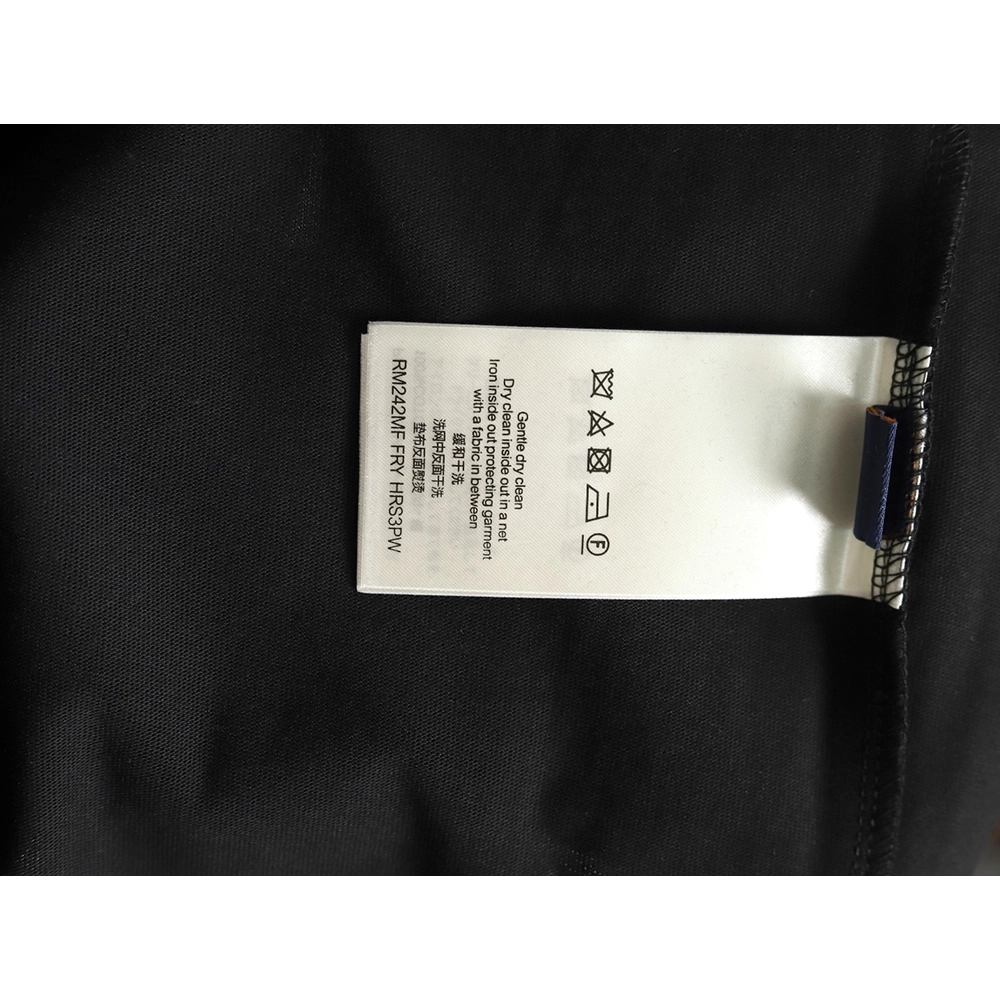 Gentle dry clean
Dry clean inside out in a net
Iron inside out protecting garment
with a fabric in between
缓和干洗
洗网中反面干洗
垫布反面熨烫
RM242MF FRY HRS3PW